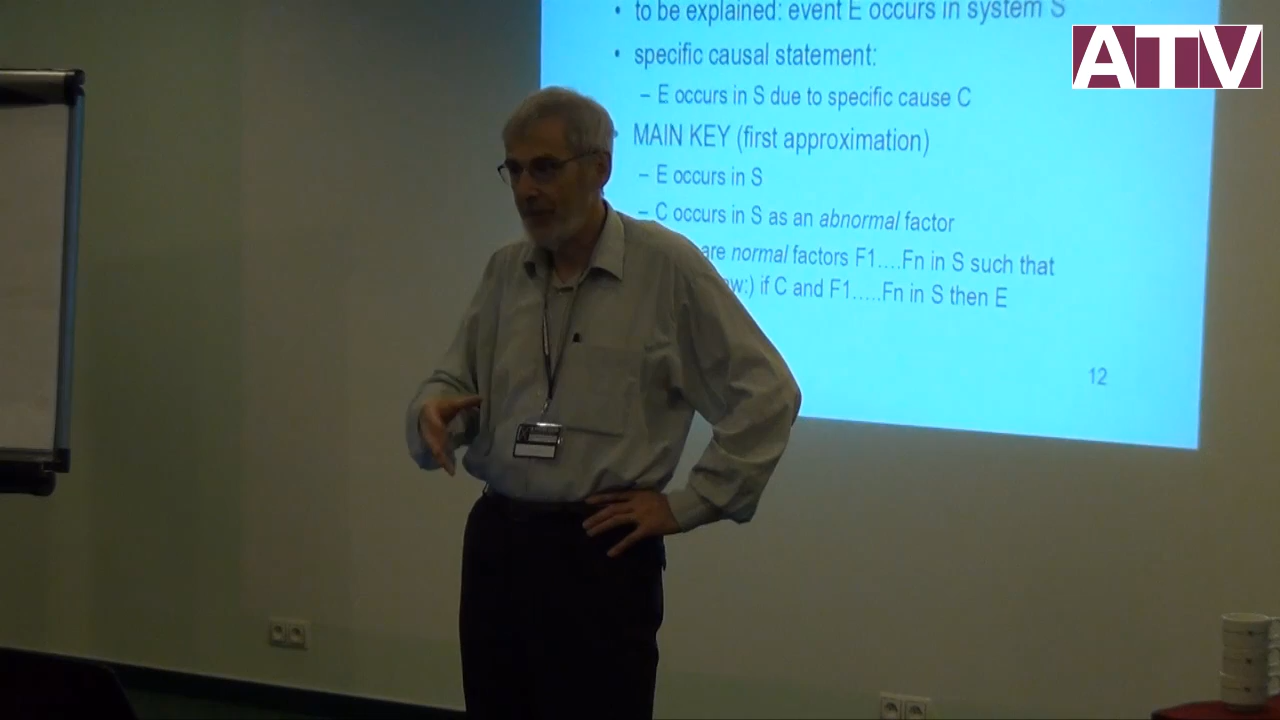 ATV
• to be explained: event E occurs in system S
• specific causal statement:
– E occurs in S due to specific cause C
• MAIN KEY (first approximation)
– E occurs in S
– C occurs in S as an abnormal factor
are normal factors F1....Fn in S such that
if C and F1.....Fn in S then E
12